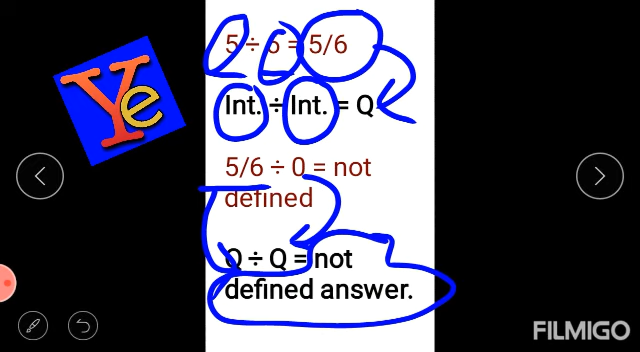 5 ÷ 6 = 5/6
Int. ÷ Int. = Q
5/6 ÷ 0 = not
defined
Q ÷ Q = not
defined answer.
Ye
FILMIGO